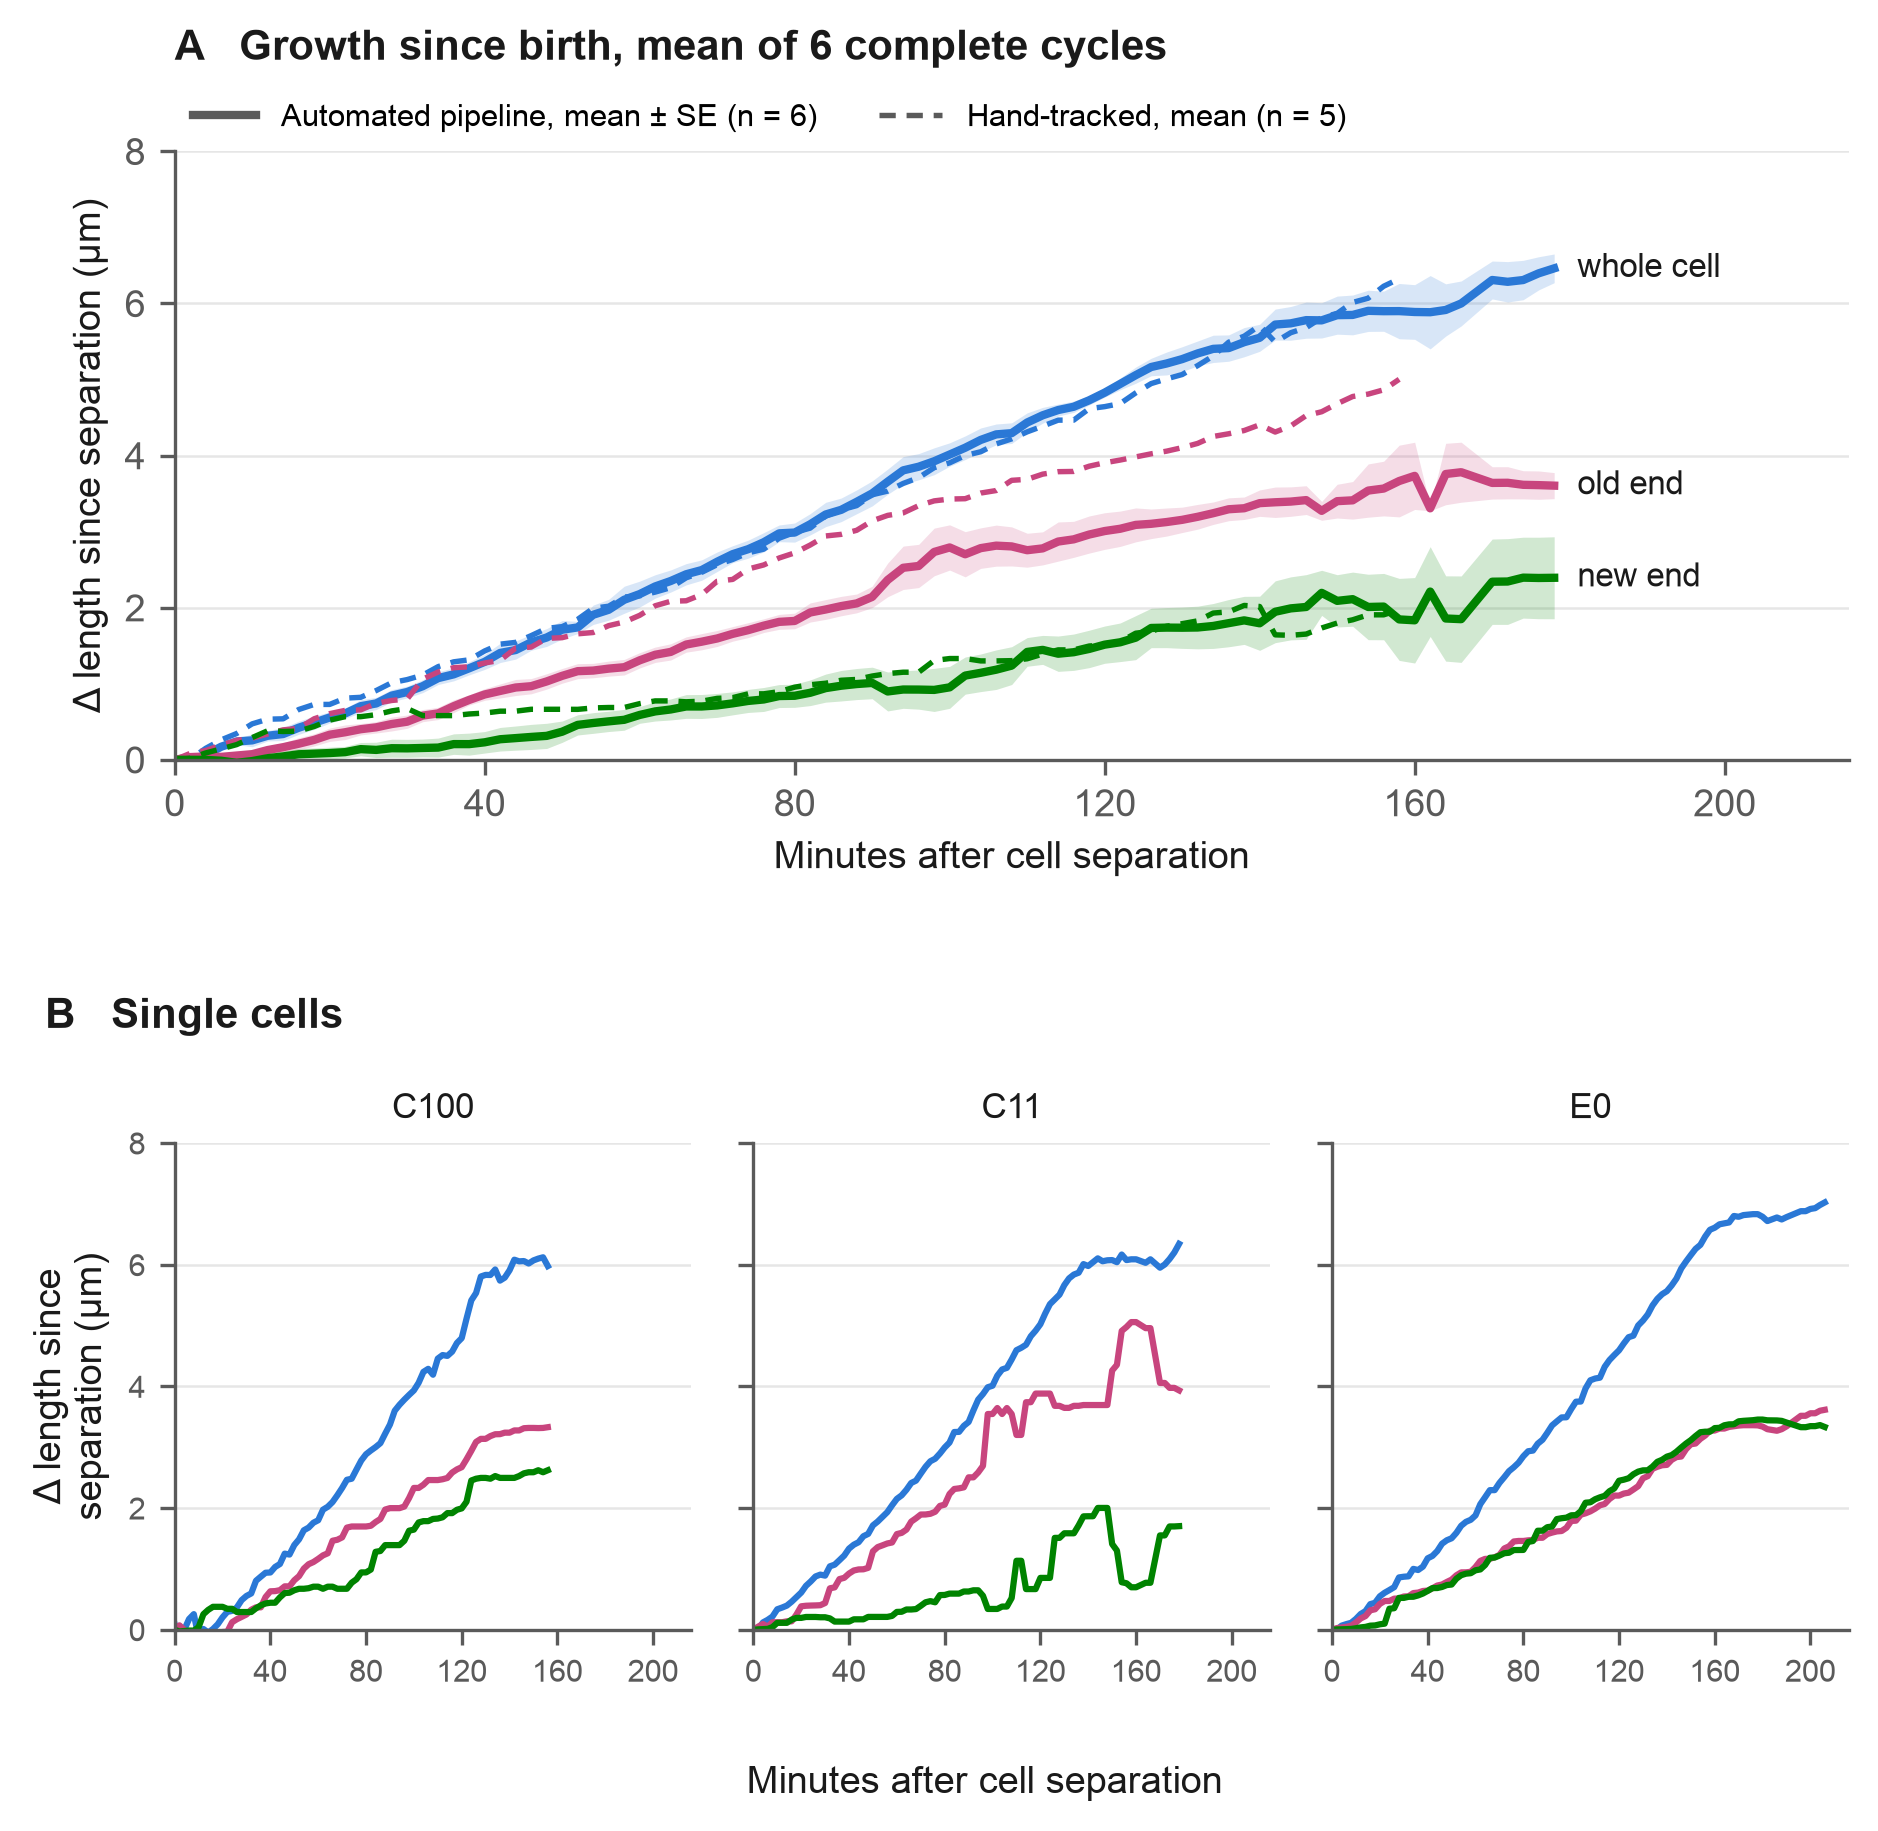 A Growth since birth, mean of 6 complete cycles
Automated pipeline, mean ± SE (n = 6)
Hand-tracked, mean (n = 5)
Δ length since separation (µm)
8
6
4
2
0
whole cell
old end
new end
0 40 80 120 160 200
Minutes after cell separation
B Single cells
C100
C11
E0
Δ length since
separation (µm)
8
6
4
2
0
0 40 80 120 160 200
0 40 80 120 160 200
0 40 80 120 160 200
Minutes after cell separation